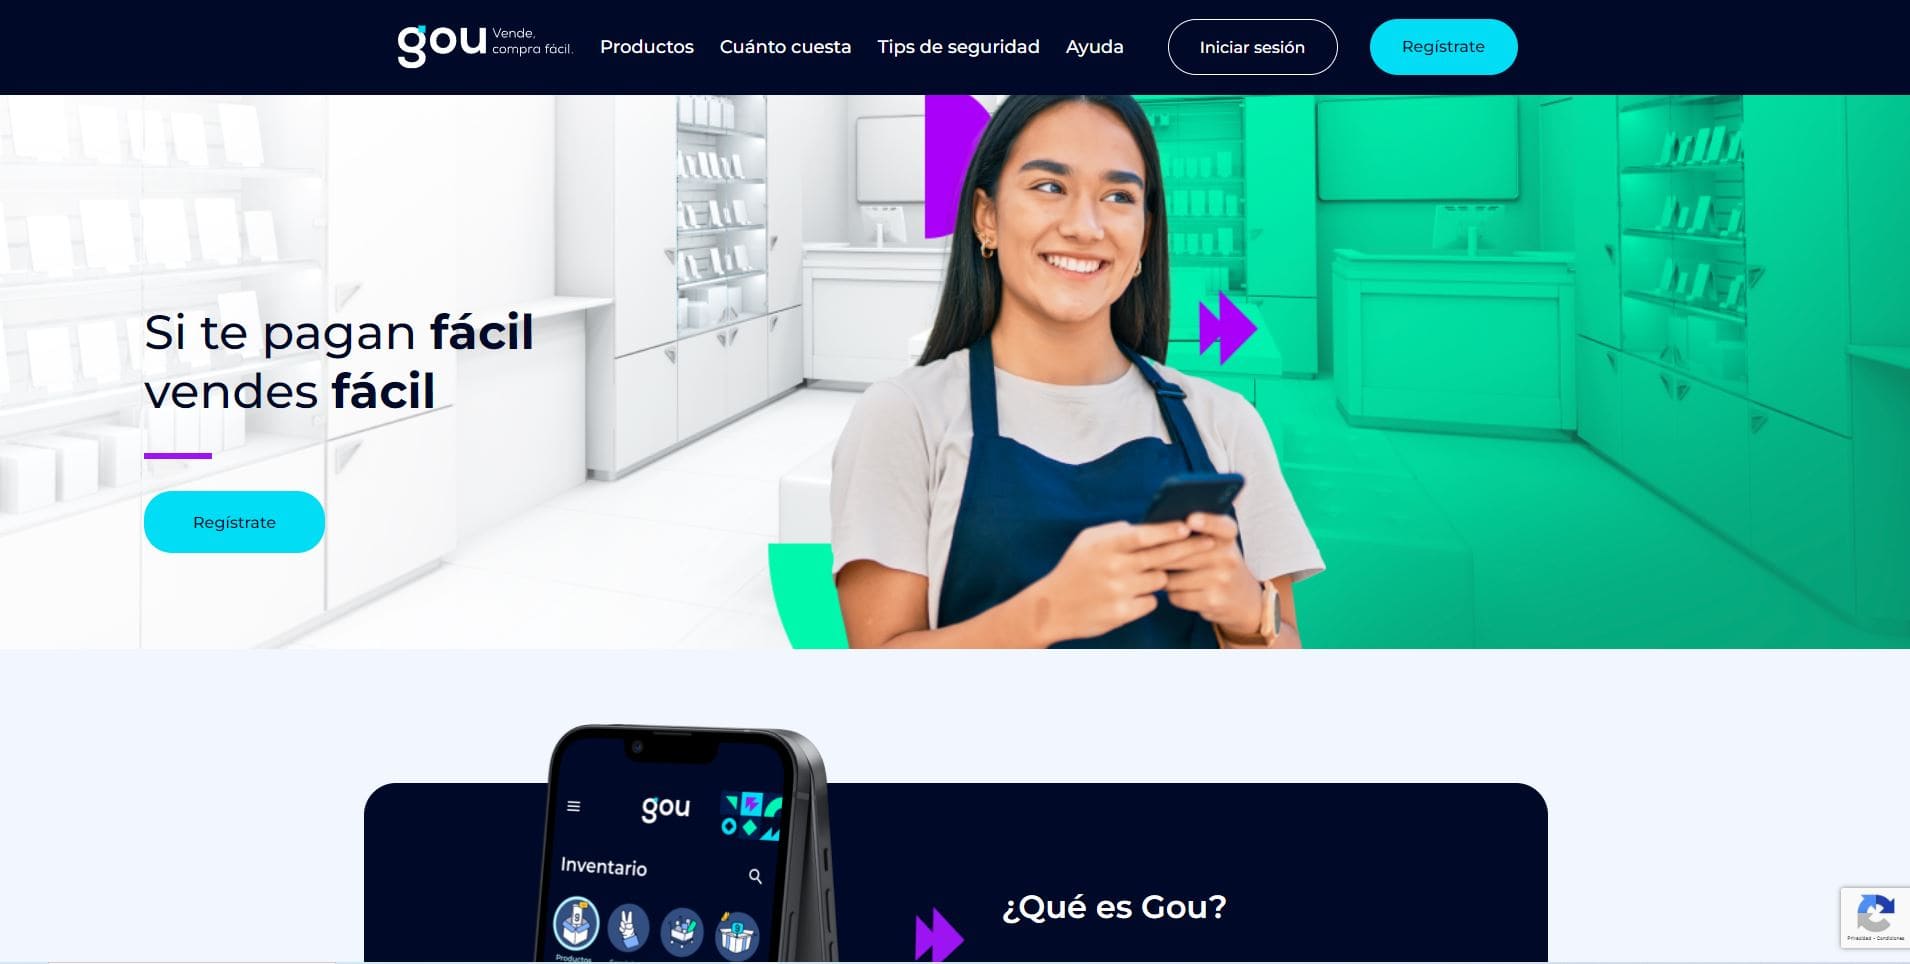 gou Vende, compra fácil.
Productos
Cuánto cuesta
Tips de seguridad
Ayuda
Iniciar sesión
Regístrate
Si te pagan fácil
vendes fácil
Regístrate
gou
Inventario
Productos
¿Qué es Gou?
Privacidad - Condiciones